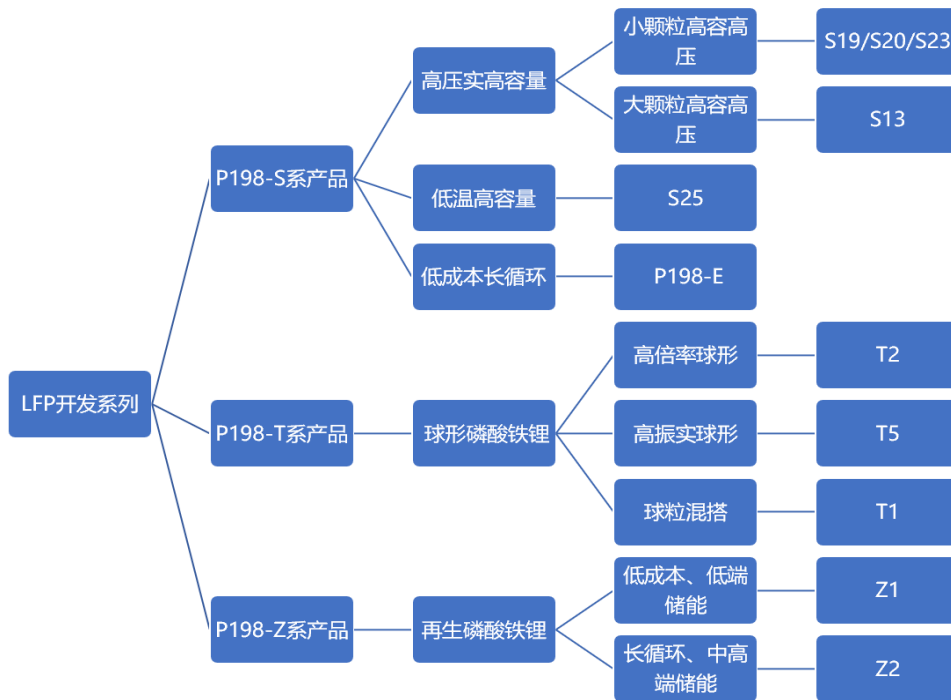 LFP开发系列
P198-S系产品
高压实高容量
小颗粒高容高
压
S19/S20/S23
大颗粒高容高
压
S13
低温高容量
S25
低成本长循环
P198-E
P198-T系产品
球形磷酸铁锂
高倍率球形
T2
高振实球形
T5
球粒混搭
T1
P198-Z系产品
再生磷酸铁锂
低成本、低端
储能
Z1
长循环、中高
端储能
Z2